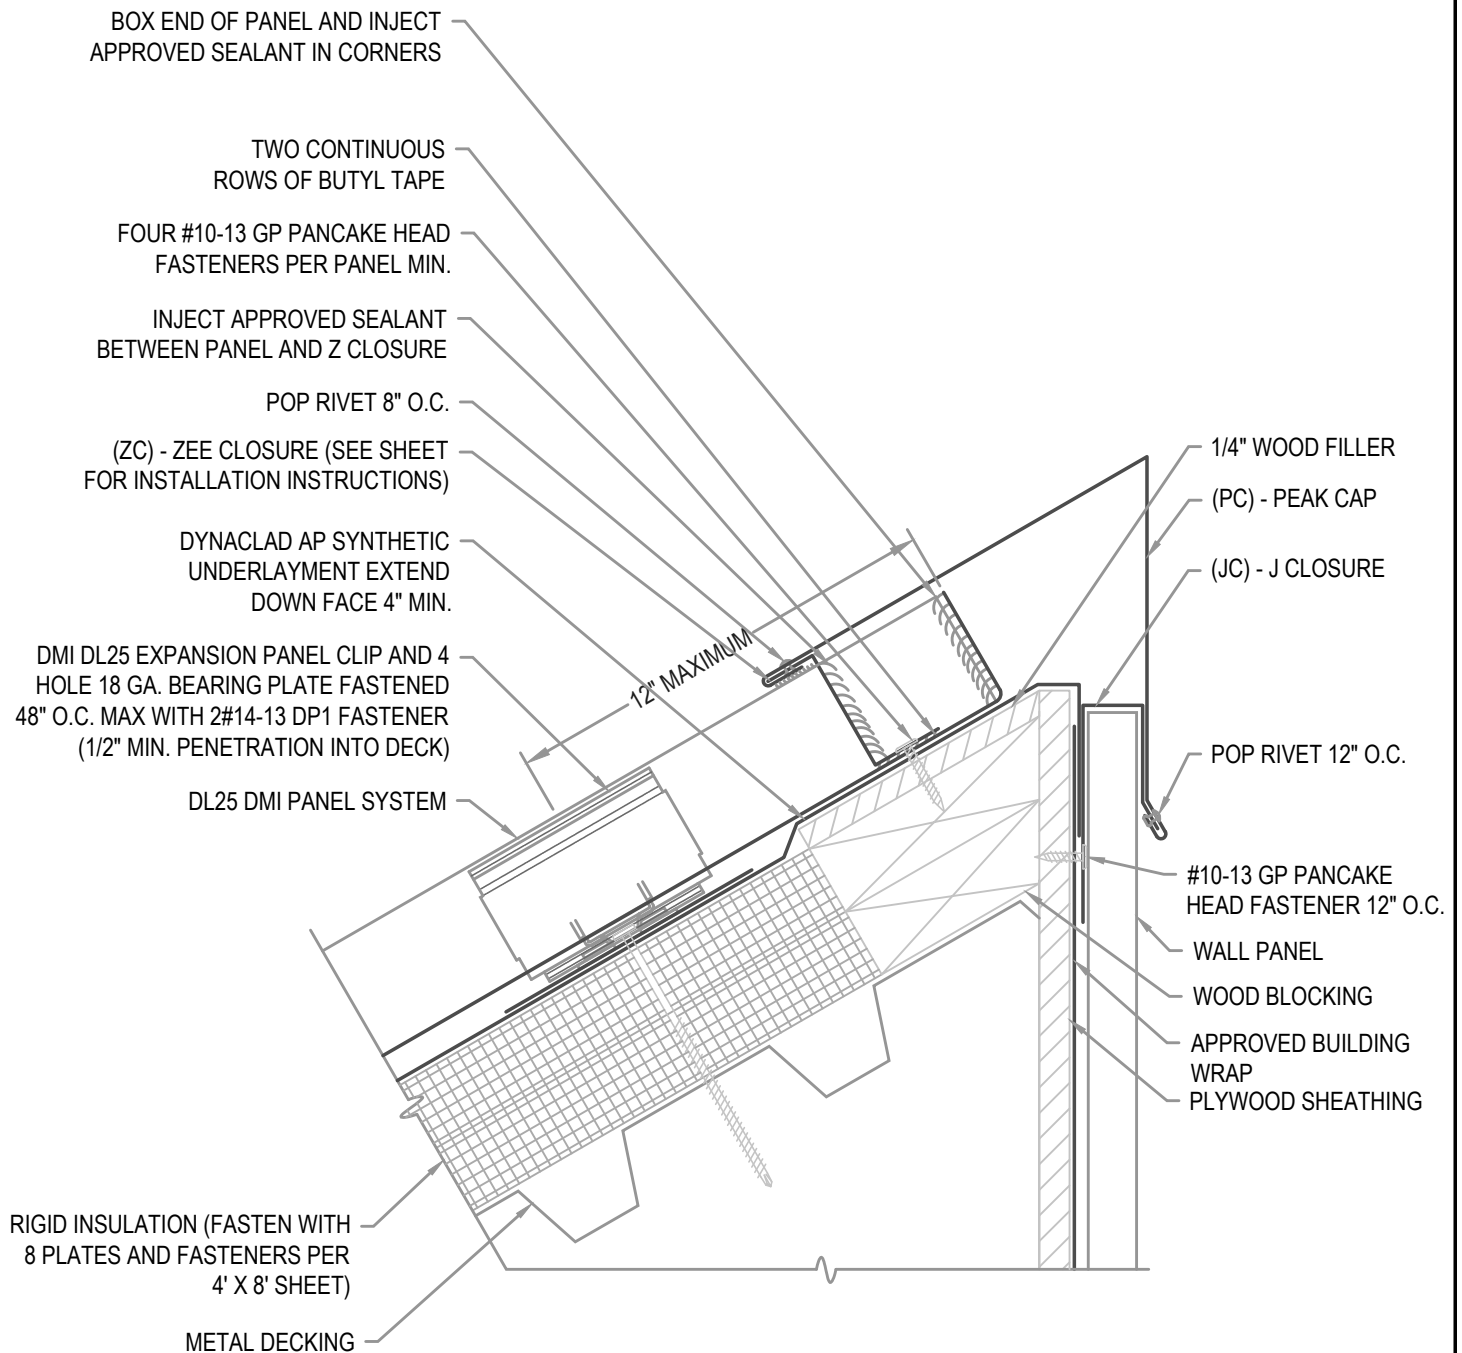 BOX END OF PANEL AND INJECT
APPROVED SEALANT IN CORNERS
TWO CONTINUOUS
ROWS OF BUTYL TAPE
FOUR #10-13 GP PANCAKE HEAD
FASTENERS PER PANEL MIN.
INJECT APPROVED SEALANT
BETWEEN PANEL AND Z CLOSURE
POP RIVET 8" O.C.
(ZC) - ZEE CLOSURE (SEE SHEET
FOR INSTALLATION INSTRUCTIONS)
DYNACLAD AP SYNTHETIC
UNDERLAYMENT EXTEND
DOWN FACE 4" MIN.
DMI DL25 EXPANSION PANEL CLIP AND 4
HOLE 18 GA. BEARING PLATE FASTENED
48" O.C. MAX WITH 2#14-13 DP1 FASTENER
(1/2" MIN. PENETRATION INTO DECK)
DL25 DMI PANEL SYSTEM
12" MAXIMUM
RIGID INSULATION (FASTEN WITH
8 PLATES AND FASTENERS PER
4' X 8' SHEET)
METAL DECKING
1/4" WOOD FILLER
(PC) - PEAK CAP
(JC) - J CLOSURE
POP RIVET 12" O.C.
#10-13 GP PANCAKE
HEAD FASTENER 12" O.C.
WALL PANEL
WOOD BLOCKING
APPROVED BUILDING
WRAP
PLYWOOD SHEATHING